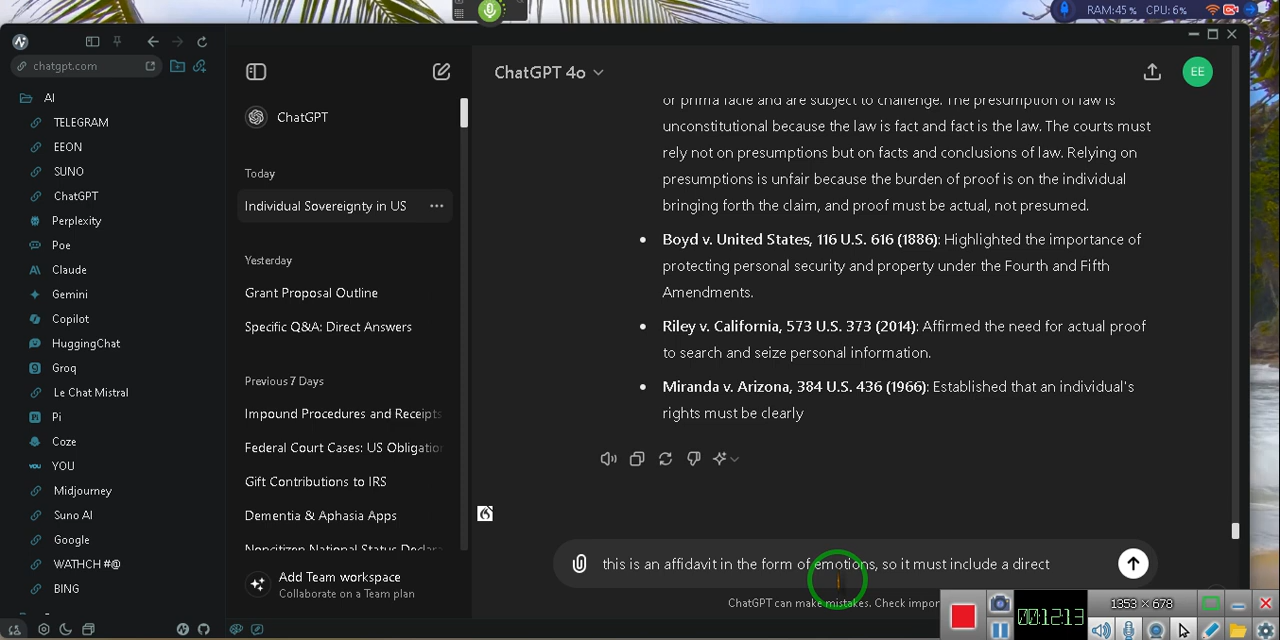 RAM:45% CPU: 6%
chatgpt.com
AI
TELEGRAM
EEON
SUNO
ChatGPT
Perplexity
Poe
Claude
Gemini
Copilot
HuggingChat
Groq
Le Chat Mistral
Pi
Coze
YOU
Midjourney
Suno AI
Google
WATCH #@
BING
ChatGPT
Today
Individual Sovereignty in US
Yesterday
Grant Proposal Outline
Specific Q&A: Direct Answers
Previous 7 Days
Impound Procedures and Receipts
Federal Court Cases: US Obligation
Gift Contributions to IRS
Dementia & Aphasia Apps
Noncitizen National Status Declara
Add Team workspace
Collaborate on a Team plan
ChatGPT 4o
EE
or prima facie and are subject to challenge. The presumption of law is
unconstitutional because the law is fact and fact is the law. The courts must
rely not on presumptions but on facts and conclusions of law. Relying on
presumptions is unfair because the burden of proof is on the individual
bringing forth the claim, and proof must be actual, not presumed.
Boyd v. United States, 116 U.S. 616 (1886): Highlighted the importance of
protecting personal security and property under the Fourth and Fifth
Amendments.
Riley v. California, 573 U.S. 373 (2014): Affirmed the need for actual proof
to search and seize personal information.
Miranda v. Arizona, 384 U.S. 436 (1966): Established that an individual's
rights must be clearly
this is an affidavit in the form of emotions, so it must include a direct
ChatGPT can make mistakes. Check impor
00:12:13
1353 × 678